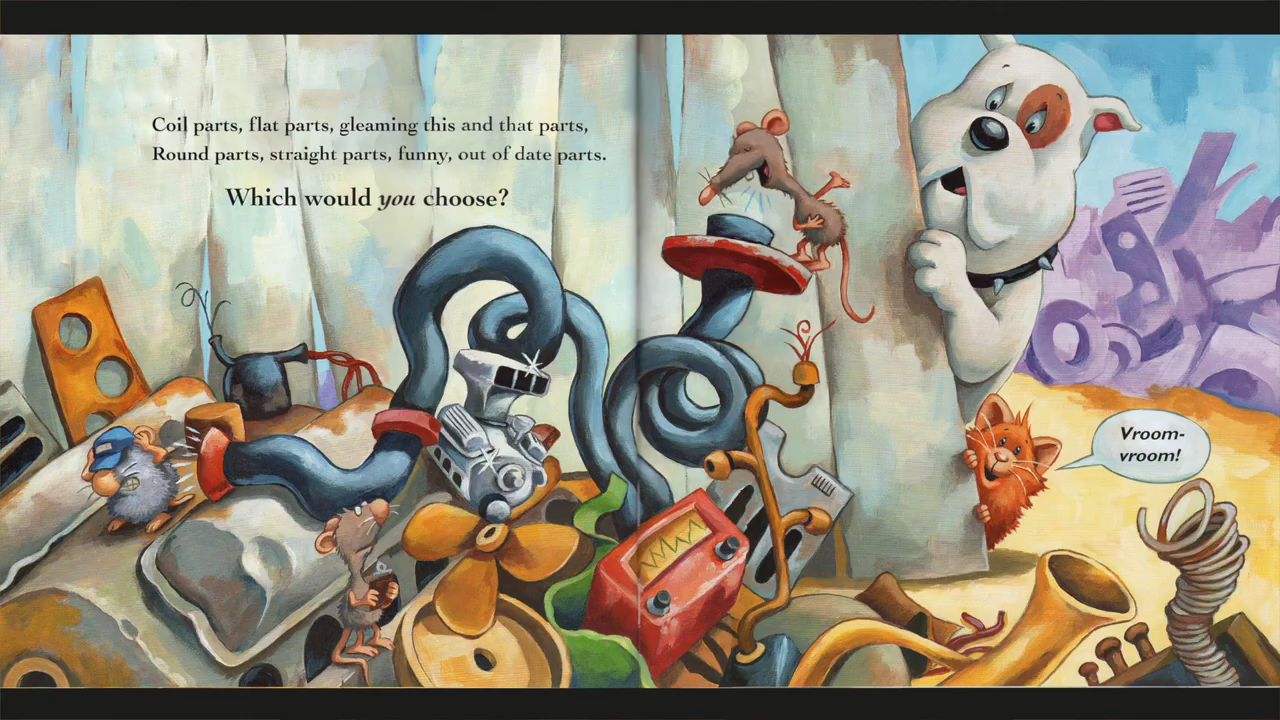 Coil parts, flat parts, gleaming this and that parts,
Round parts, straight parts, funny, out of date parts.
Which would you choose?
Vroom-
vroom!